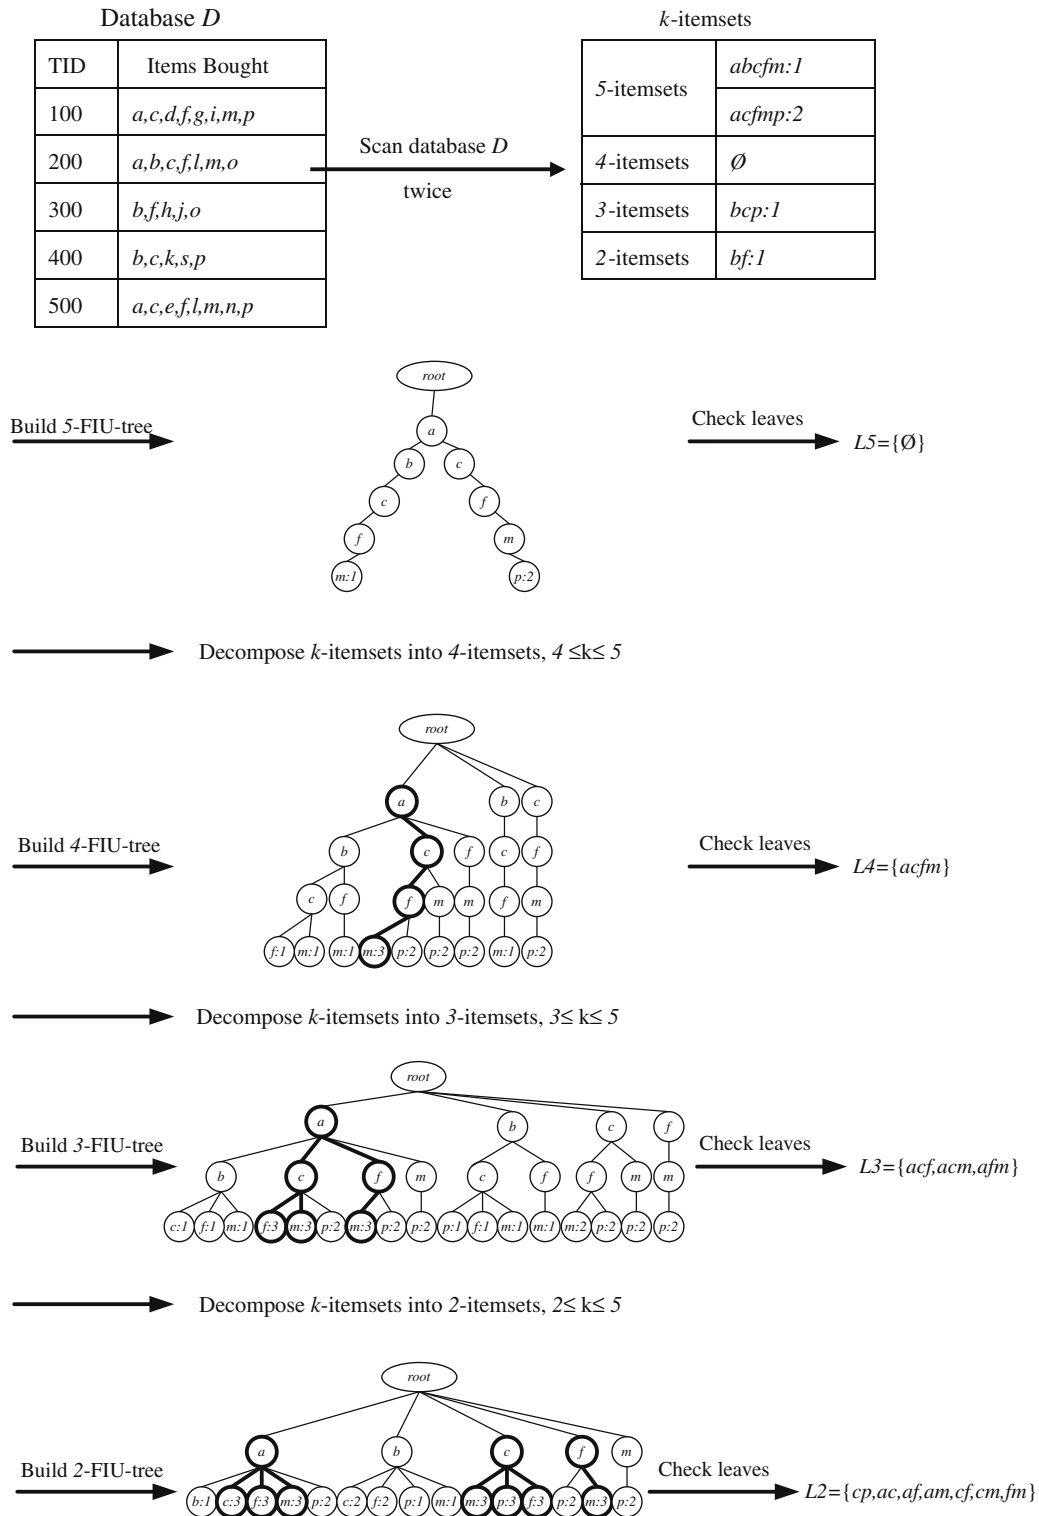 Database D
k-itemsets
TID Items Bought
100 a,c,d,f,g,i,m,p
200 a,b,c,f,l,m,o
300 b,f,h,j,o
400 b,c,k,s,p
500 a,c,e,f,l,m,n,p
Scan database D
twice
5-itemsets abcfm:1
acfmp:2
4-itemsets Ø
3-itemsets bcp:1
2-itemsets bf:1
root
Build 5-FIU-tree
a
b c
c f
f m
m:1 p:2
Check leaves
L5={Ø}
Decompose k-itemsets into 4-itemsets, 4 ≤k≤ 5
root
a b c
Build 4-FIU-tree
b c f c f
c f f m m f m
f:1 m:1 m:1 m:3 p:2 p:2 p:2 m:1 p:2
Check leaves
L4={acfm}
Decompose k-itemsets into 3-itemsets, 3≤ k≤ 5
root
a b c f
Build 3-FIU-tree
b c f m c f f m m
c:1 f:1 m:1 f:3 m:3 p:2 m:3 p:2 p:2 p:1 f:1 m:1 m:1 m:2 p:2 p:2 p:2
Check leaves
L3={acf,acm,afm}
Decompose k-itemsets into 2-itemsets, 2≤ k≤ 5
root
a b c f m
Build 2-FIU-tree
b:1 c:3 f:3 m:3 p:2 c:2 f:2 p:1 m:1 m:3 p:3 f:3 p:2 m:3 p:2
Check leaves
L2={cp,ac,af,am,cf,cm,fm}